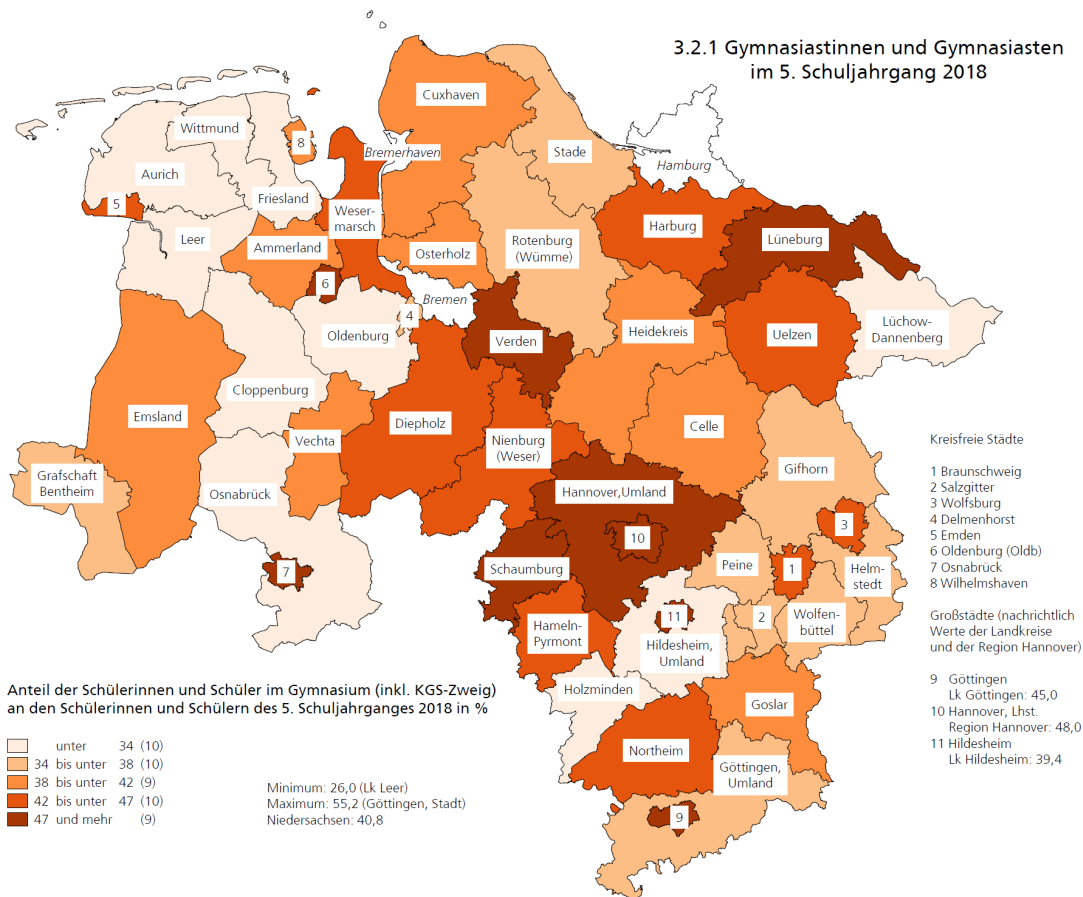 3.2.1 Gymnasiastinnen und Gymnasiasten
im 5. Schuljahrgang 2018
Cuxhaven
Wittmund
8
Bremerhaven
Stade
Hamburg
Aurich
Friesland
5
Weser-
marsch
Harburg
Leer
Ammerland
Osterholz
Rotenburg
(Wümme)
Lüneburg
6
Bremen
4
Oldenburg
Verden
Heidekreis
Uelzen
Lüchow-
Dannenberg
Cloppenburg
Emsland
Vechta
Diepholz
Nienburg
(Weser)
Celle
Gifhorn
Grafschaft
Bentheim
Osnabrück
Hannover,Umland
10
3
7
Schaumburg
Peine
1
Helm-
stedt
Hameln-
Pyrmont
11
Hildesheim,
Umland
2
Wolfen-
büttel
Holzminden
Goslar
Northeim
Göttingen,
Umland
9
Kreisfreie Städte
1 Braunschweig
2 Salzgitter
3 Wolfsburg
4 Delmenhorst
5 Emden
6 Oldenburg (Oldb)
7 Osnabrück
8 Wilhelmshaven
Großstädte (nachrichtlich
Werte der Landkreise
und der Region Hannover)
9 Göttingen
Lk Göttingen: 45,0
10 Hannover, Lhst.
Region Hannover: 48,0
11 Hildesheim
Lk Hildesheim: 39,4
Anteil der Schülerinnen und Schüler im Gymnasium (inkl. KGS-Zweig)
an den Schülerinnen und Schülern des 5. Schuljahrganges 2018 in %
unter 34 (10)
34 bis unter 38 (10)
38 bis unter 42 (9)
42 bis unter 47 (10)
47 und mehr (9)
Minimum: 26,0 (Lk Leer)
Maximum: 55,2 (Göttingen, Stadt)
Niedersachsen: 40,8